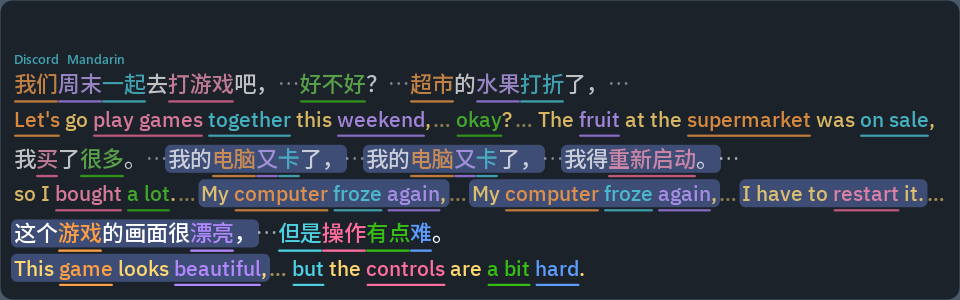 Discord Mandarin
我们周末一起去打游戏吧，…好不好？…超市的水果打折了，…
Let's go play games together this weekend,… okay?… The fruit at the supermarket was on sale,
我买了很多。…我的电脑又卡了，…我的电脑又卡了，…我得重新启动。…
so I bought a lot.… My computer froze again,… My computer froze again,… I have to restart it.…
这个游戏的画面很漂亮，…但是操作有点难。
This game looks beautiful,… but the controls are a bit hard.